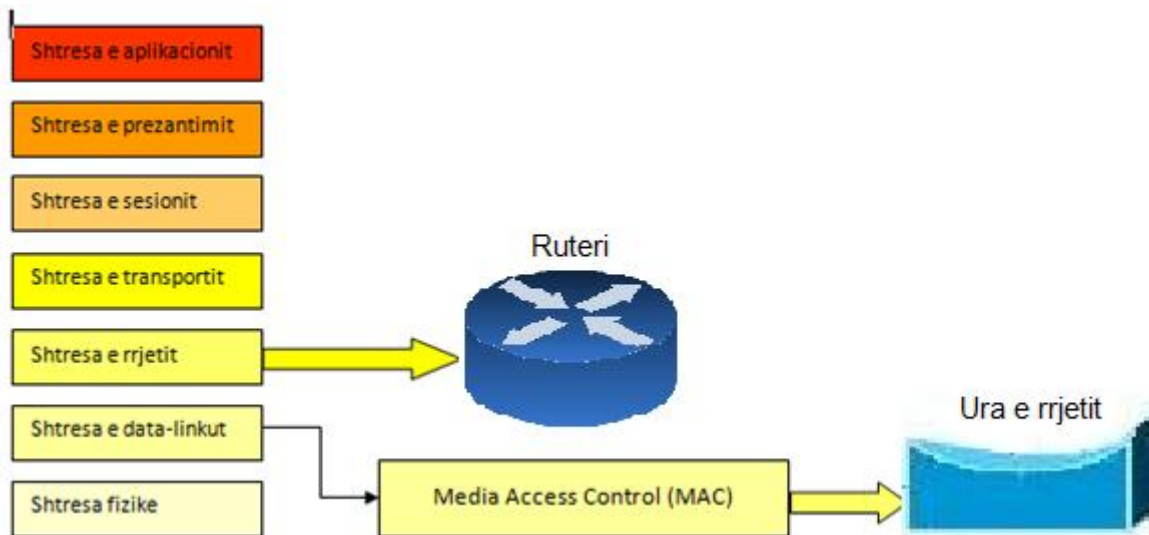 Shtresa e aplikacionit
Shtresa e prezantimit
Shtresa e sesionit
Shtresa e transportit
Shtresa e rrjetit
Shtresa e data-linkut
Shtresa fizike
Ruteri
Media Access Control (MAC)
Ura e rrjetit